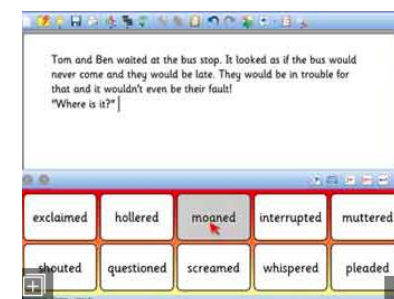 Tom and Ben waited at the bus stop. It looked as if the bus would
never come and they would be late. They would be in trouble for
that and it wouldn't even be their fault!
"Where is it?"
exclaimed hollered moaned interrupted muttered
shouted questioned screamed whispered pleaded